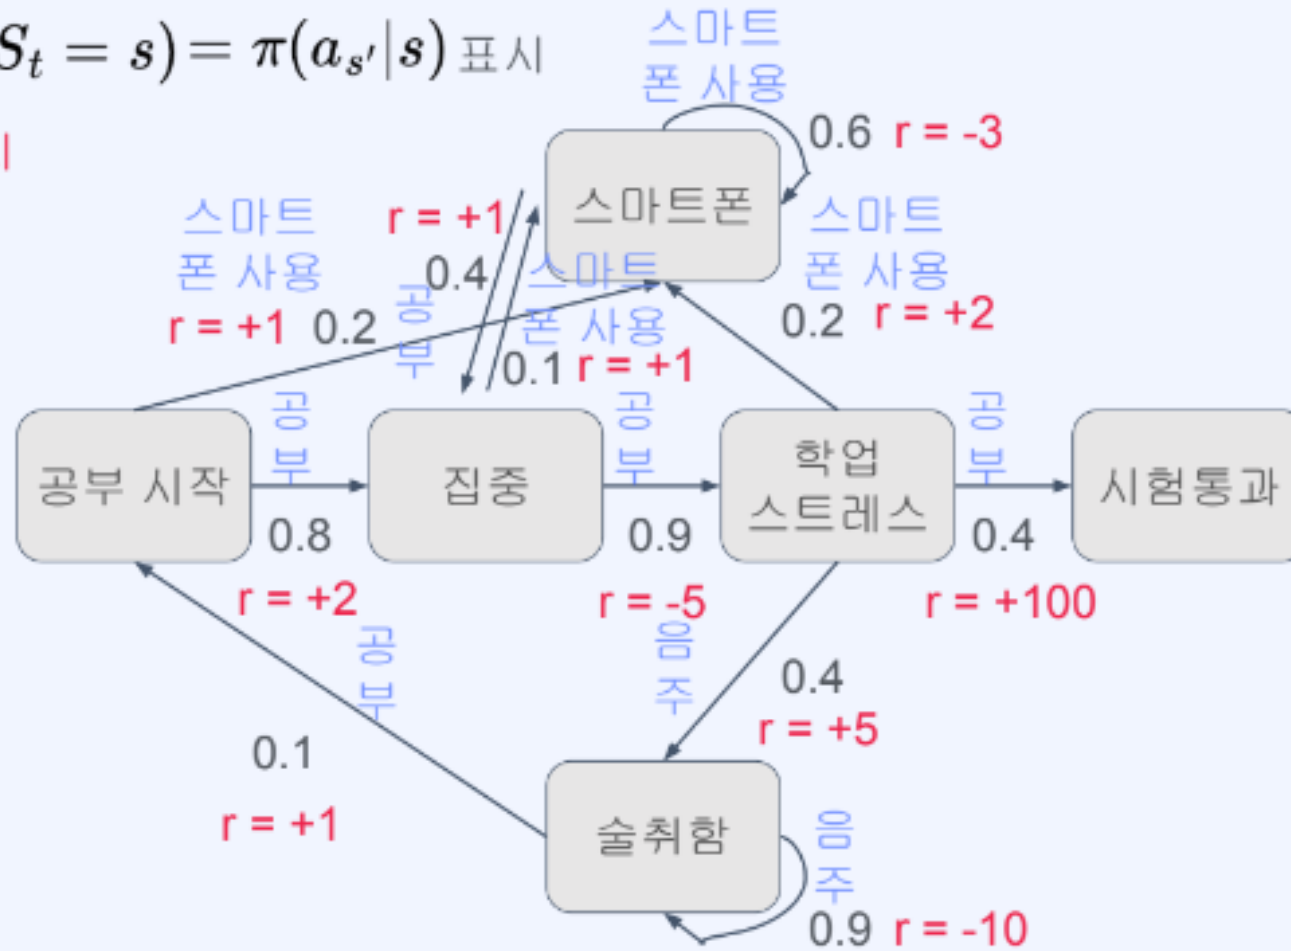 S_t = s) = π(a_{s'}|s) 표시
스마트
폰 사용
0.6 r = -3
스마트폰
스마트
폰 사용
r = +1
r = +1
0.4
공
부
0.2
스마트
폰 사용
0.1 r = +1
스마트
폰 사용
0.2 r = +2
공부 시작
공
부
0.8
r = +2
집중
공
부
0.9
r = -5
학업
스트레스
공
부
0.4
r = +100
시험통과
공
부
0.1
r = +1
음
주
0.4
r = +5
술취함
음
주
0.9 r = -10